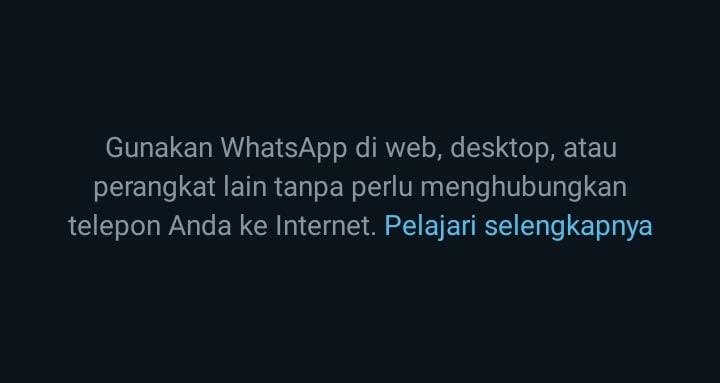 Gunakan WhatsApp di web, desktop, atau
perangkat lain tanpa perlu menghubungkan
telepon Anda ke Internet. Pelajari selengkapnya